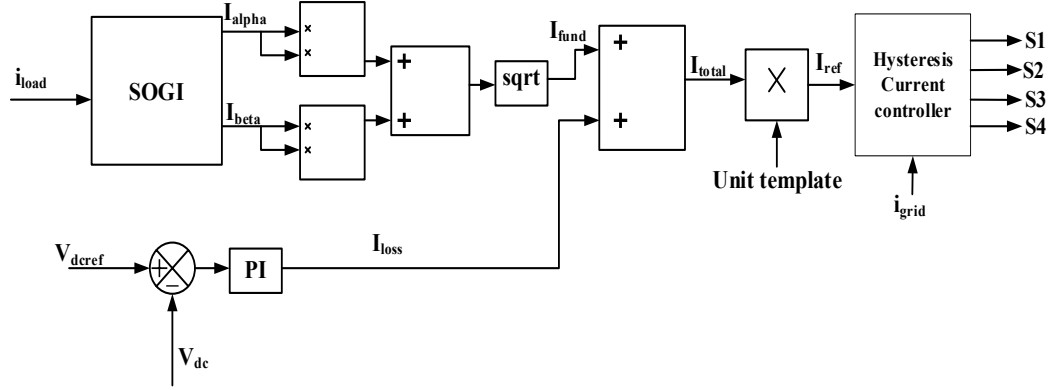 i_load
SOGI
I_alpha
I_beta
×
×
×
×
+
+
sqrt
I_fund
+
+
I_total
×
Unit template
I_ref
Hysteresis
Current
controller
i_grid
S1
S2
S3
S4
V_dcref
+
−
V_dc
PI
I_loss